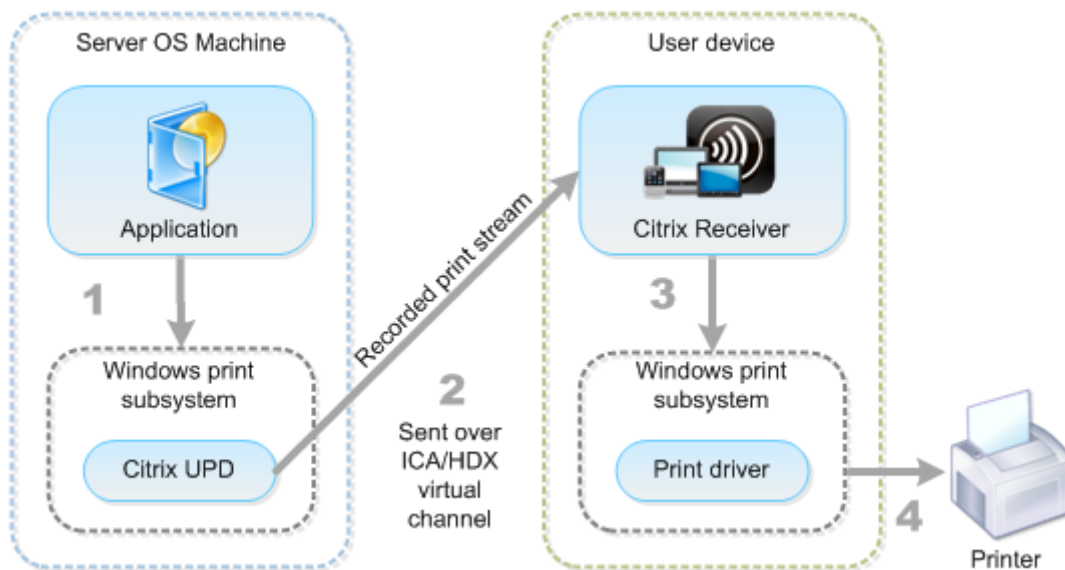 Server OS Machine
Application
1
Windows print
subsystem
Citrix UPD
Recorded print stream
2
Sent over
ICA/HDX
virtual
channel
User device
Citrix Receiver
3
Windows print
subsystem
Print driver
4
Printer